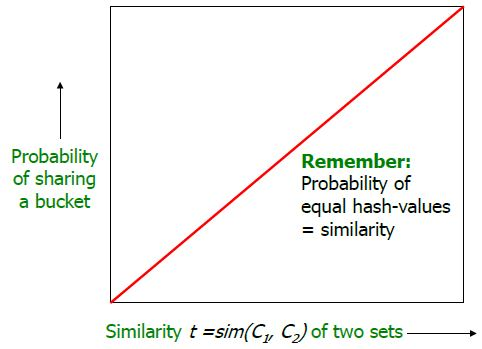 Probability
of sharing
a bucket
Remember:
Probability of
equal hash-values
= similarity
Similarity t =sim(C₁, C₂) of two sets